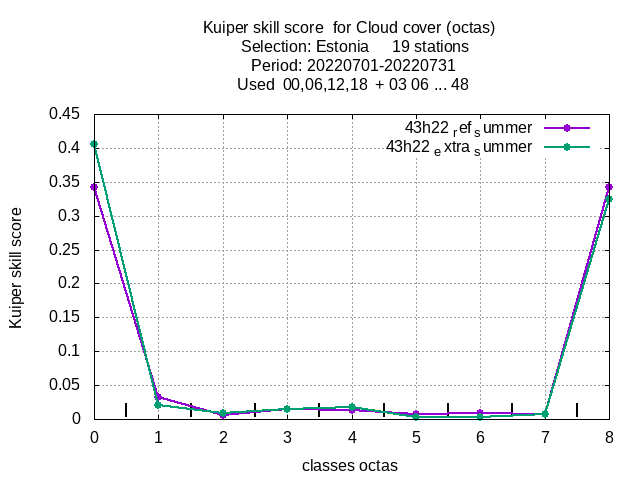 Kuiper skill score  for Cloud cover (octas)
Selection: Estonia     19 stations
Period: 20220701-20220731
Used  00,06,12,18  + 03 06 ... 48
43h22 ref summer
43h22 extra summer
0.45
0.4
0.35
0.3
0.25
0.2
0.15
0.1
0.05
0
Kuiper skill score
0 1 2 3 4 5 6 7 8
classes octas